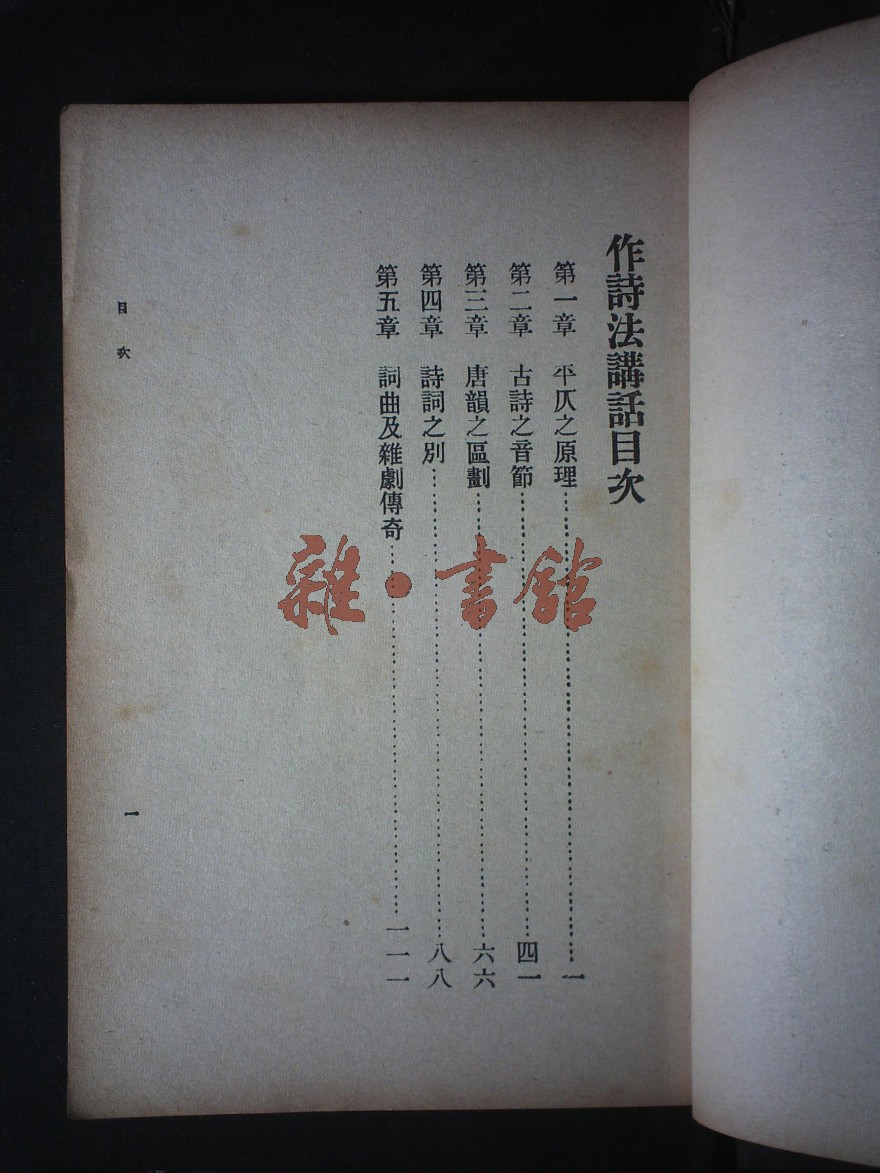 作詩法講話目次
第一章　平仄之原理……………………一
第二章　古詩之音節……………………四一
第三章　唐韻之區劃……………………六六
第四章　詩詞之別……………………八八
第五章　詞曲及雜劇傳奇……………………一一一
目次
一
雜・書館